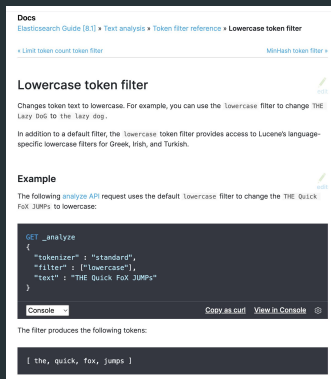 Docs
Elasticsearch Guide [8.1] » Text analysis » Token filter reference » Lowercase token filter
« Limit token count token filter
MinHash token filter »
Lowercase token filter
edit
Changes token text to lowercase. For example, you can use the lowercase filter to change THE
Lazy DoG to the lazy dog.
In addition to a default filter, the lowercase token filter provides access to Lucene's language-
specific lowercase filters for Greek, Irish, and Turkish.
Example
edit
The following analyze API request uses the default lowercase filter to change the THE Quick
FoX JUMPs to lowercase:
GET _analyze
{
"tokenizer" : "standard",
"filter" : ["lowercase"],
"text" : "THE Quick FoX JUMPs"
}
Console
Copy as curl
View in Console
The filter produces the following tokens:
[ the, quick, fox, jumps ]